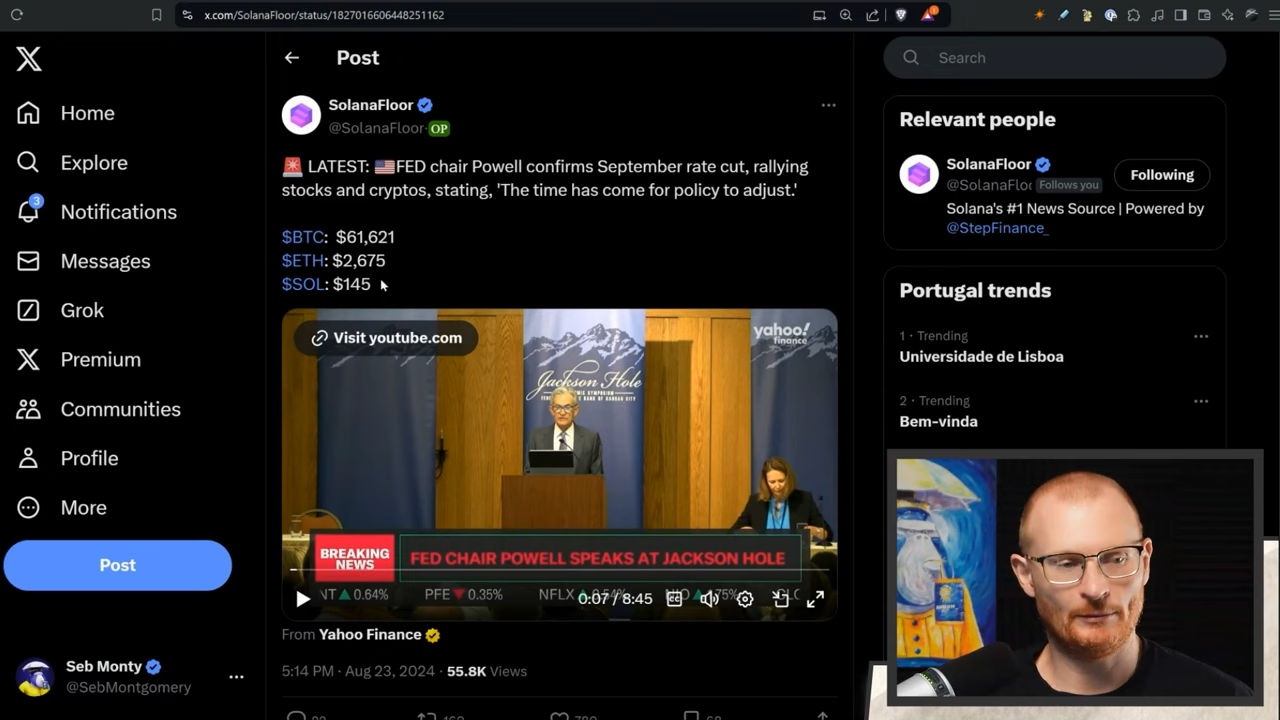 x.com/SolanaFloor/status/1827016606448251162
Home
Explore
3
Notifications
Messages
Grok
Premium
Communities
Profile
More
Post
Seb Monty
@SebMontgomery
Post
SolanaFloor
@SolanaFloor· OP
🚨 LATEST: 🇺🇸FED chair Powell confirms September rate cut, rallying
stocks and cryptos, stating, 'The time has come for policy to adjust.'
$BTC: $61,621
$ETH: $2,675
$SOL: $145
Visit youtube.com
yahoo!
finance
Jackson Hole
BREAKING
NEWS
FED CHAIR POWELL SPEAKS AT JACKSON HOLE
NT ▲ 0.64% PFE ▼ 0.35% NFLX
0:07 / 8:45
From Yahoo Finance
5:14 PM · Aug 23, 2024 · 55.8K Views
Search
Relevant people
SolanaFloor
@SolanaFlo
Follows you
Following
Solana's #1 News Source | Powered by
@StepFinance_
Portugal trends
1 · Trending
Universidade de Lisboa
2 · Trending
Bem-vinda